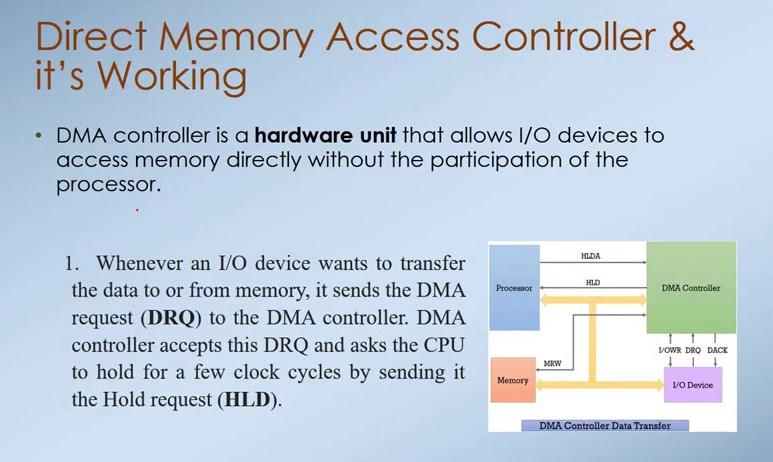 Direct Memory Access Controller &
it's Working
• DMA controller is a hardware unit that allows I/O devices to
access memory directly without the participation of the
processor.
1. Whenever an I/O device wants to transfer
the data to or from memory, it sends the DMA
request (DRQ) to the DMA controller. DMA
controller accepts this DRQ and asks the CPU
to hold for a few clock cycles by sending it
the Hold request (HLD).
HLDA
Processor
HLD
DMA Controller
I/OWR DRQ DACK
MRW
Memory
I/O Device
DMA Controller Data Transfer